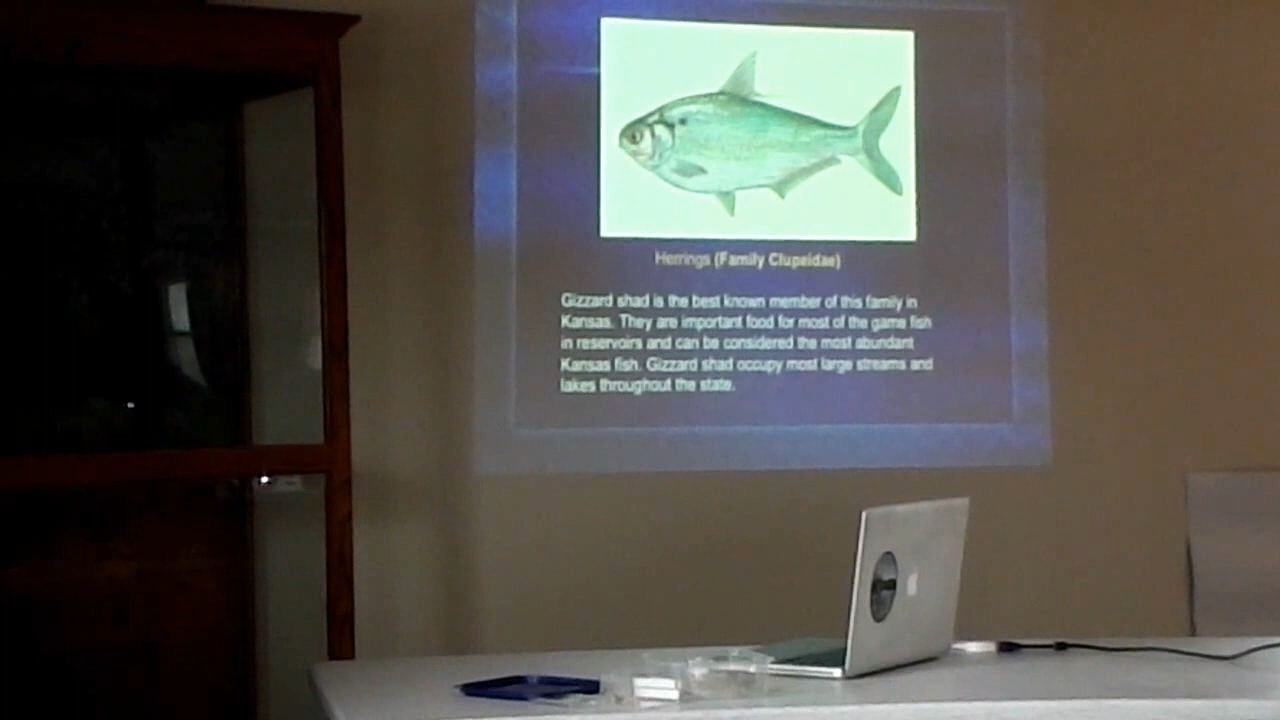 Herrings (Family Clupeidae)
Gizzard shad is the best known member of this family in
Kansas. They are important food for most of the game fish
in reservoirs and can be considered the most abundant
Kansas fish. Gizzard shad occupy most large streams and
lakes throughout the state.